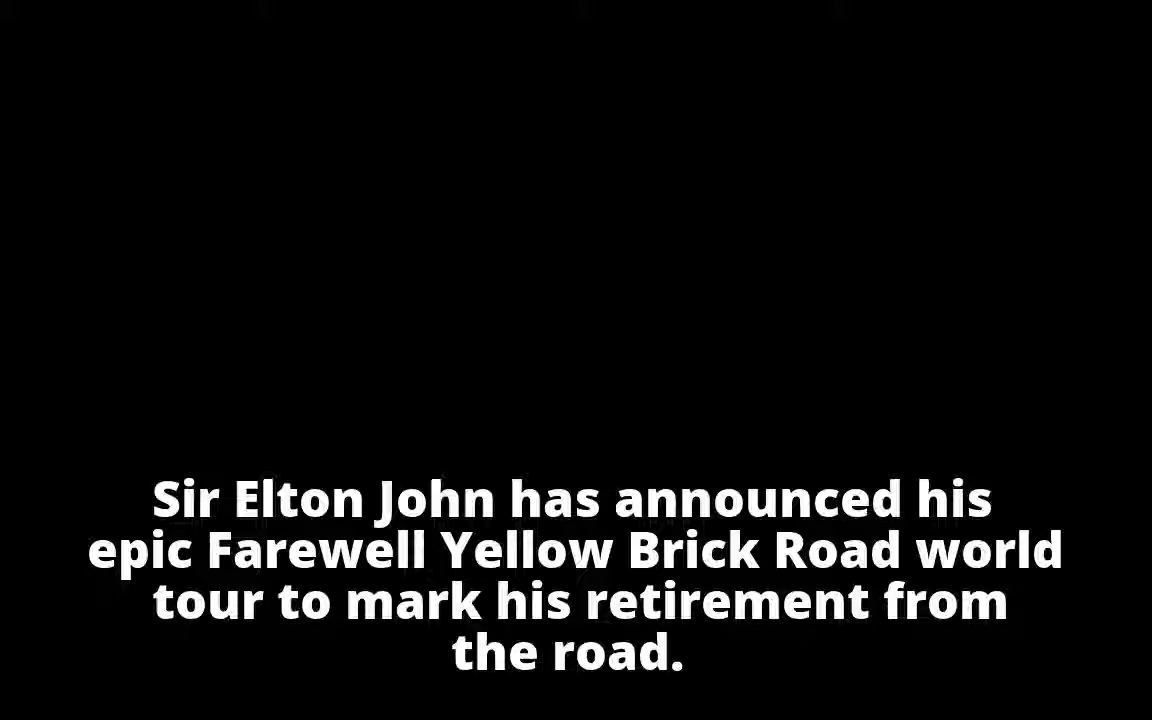 Sir Elton John has announced his
epic Farewell Yellow Brick Road world
tour to mark his retirement from
the road.